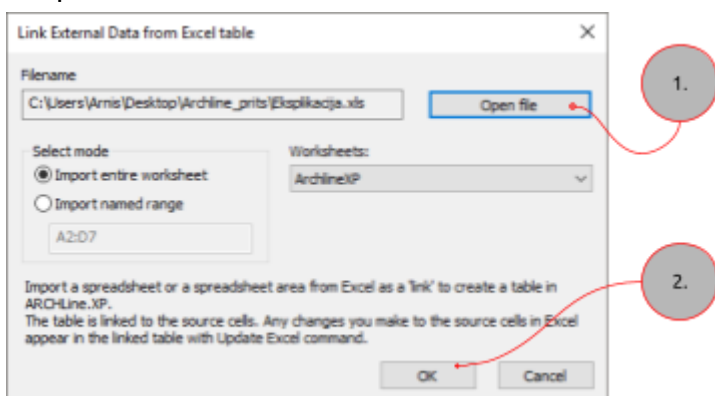 Link External Data from Excel table
Filename
C:\Users\Arnis\Desktop\Archline_prits\Eksplikacija.xls
Open file
1.
Select mode
Worksheets:
Import entire worksheet
ArchlineXP
Import named range
A2:D7
2.
Import a spreadsheet or a spreadsheet area from Excel as a 'link' to create a table in
ARCHLine.XP.
The table is linked to the source cells. Any changes you make to the source cells in Excel
appear in the linked table with Update Excel command.
OK
Cancel